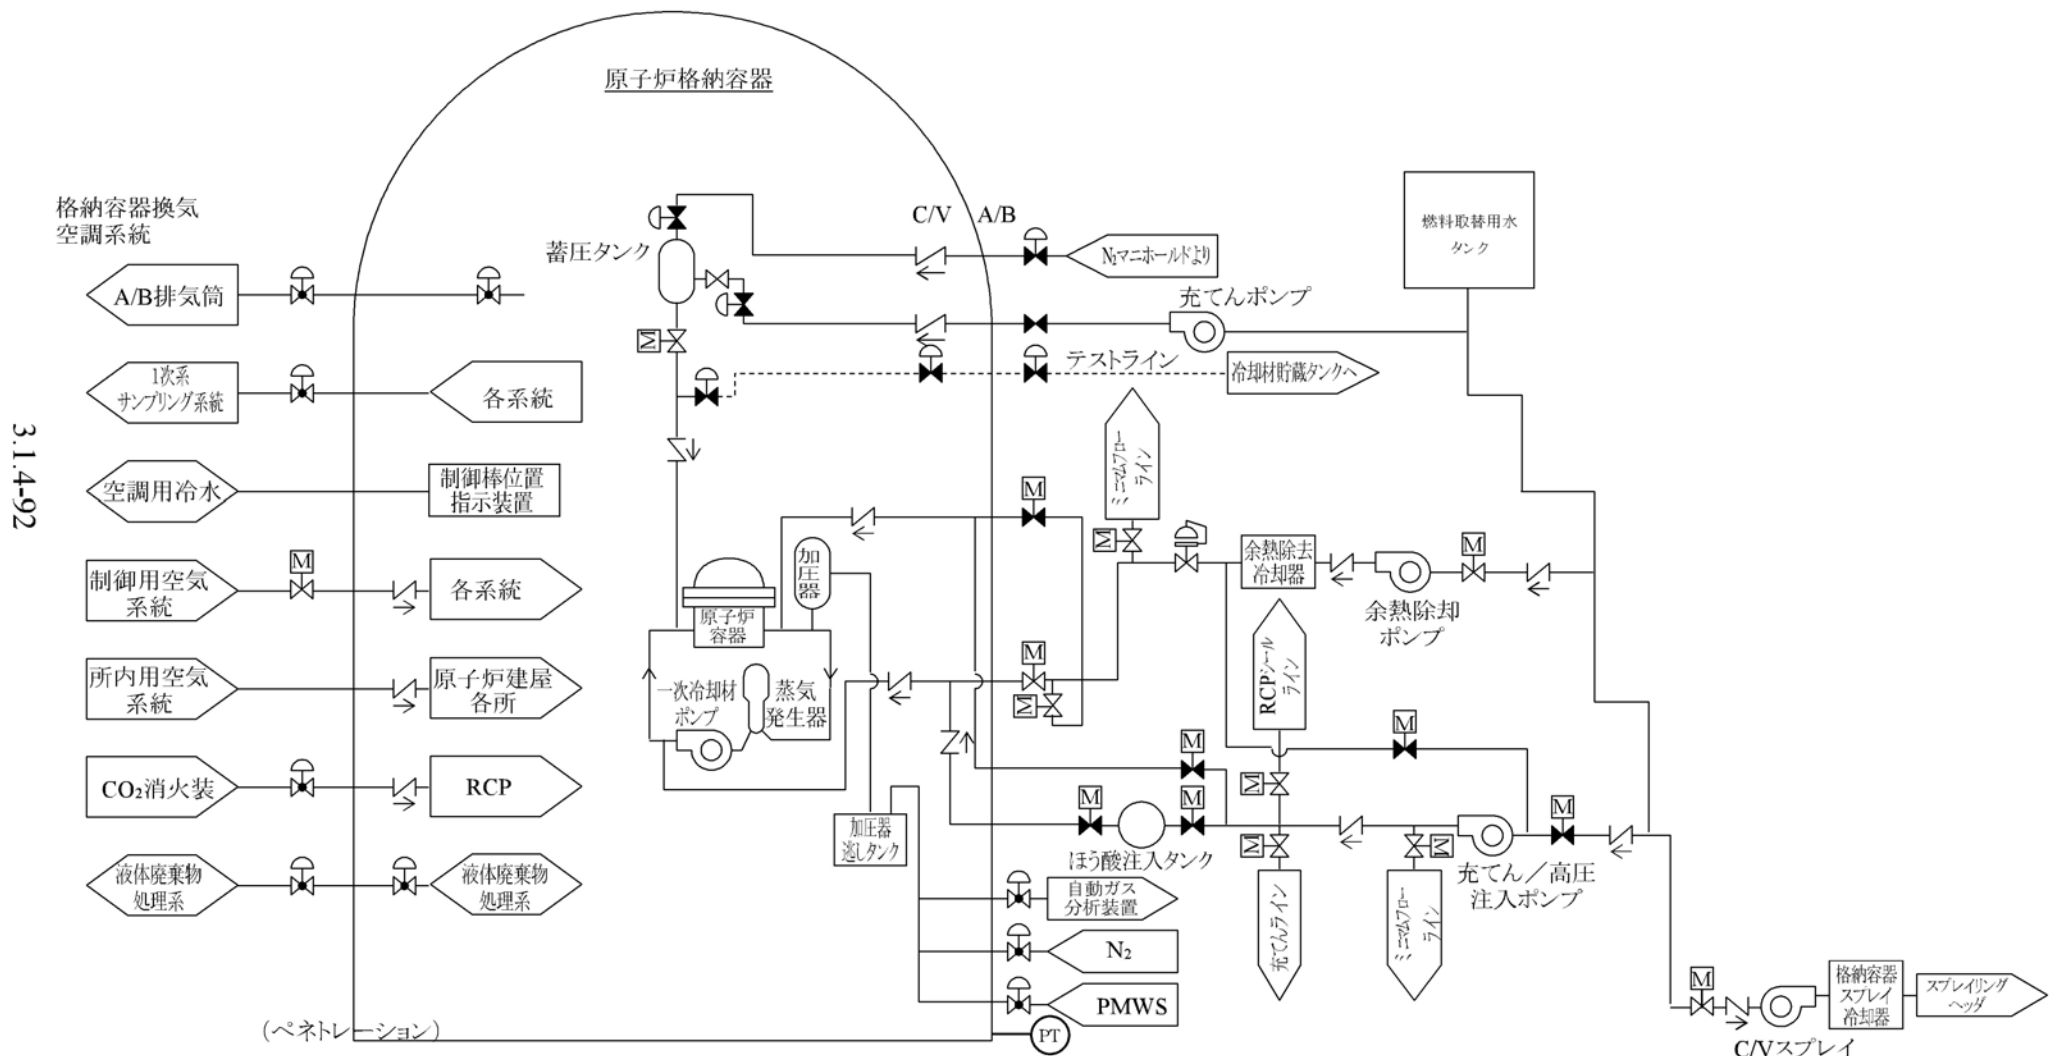 原子炉格納容器
格納容器換気
空調系統
A/B排気筒
1次系
サンプリング系統
各系統
空調用冷水
制御棒位置
指示装置
制御用空気
系統
M
各系統
所内用空気
系統
原子炉建屋
各所
CO₂消火装
RCP
液体廃棄物
処理系
液体廃棄物
処理系
(ペネトレーション)
3.1.4-92
蓄圧タンク
M
C/V
A/B
N₂マニホールドより
充てんポンプ
テストライン
冷却材貯蔵タンクへ
燃料取替用水
タンク
ミニマムフロー
ライン
M
M
余熱除去
冷却器
M
余熱除却
ポンプ
加
圧
器
原子炉
容器
一次冷却材
ポンプ
蒸気
発生器
M
M
RCPシール
ライン
M
M
M
M
M
ほう酸注入タンク
M
充てんライン
M
ミニマムフロー
ライン
M
充てん／高圧
注入ポンプ
加圧器
逃しタンク
自動ガス
分析装置
N₂
PMWS
PT
M
格納容器
スプレイ
冷却器
スプレイリング
ヘッダ
C/Vスプレイ